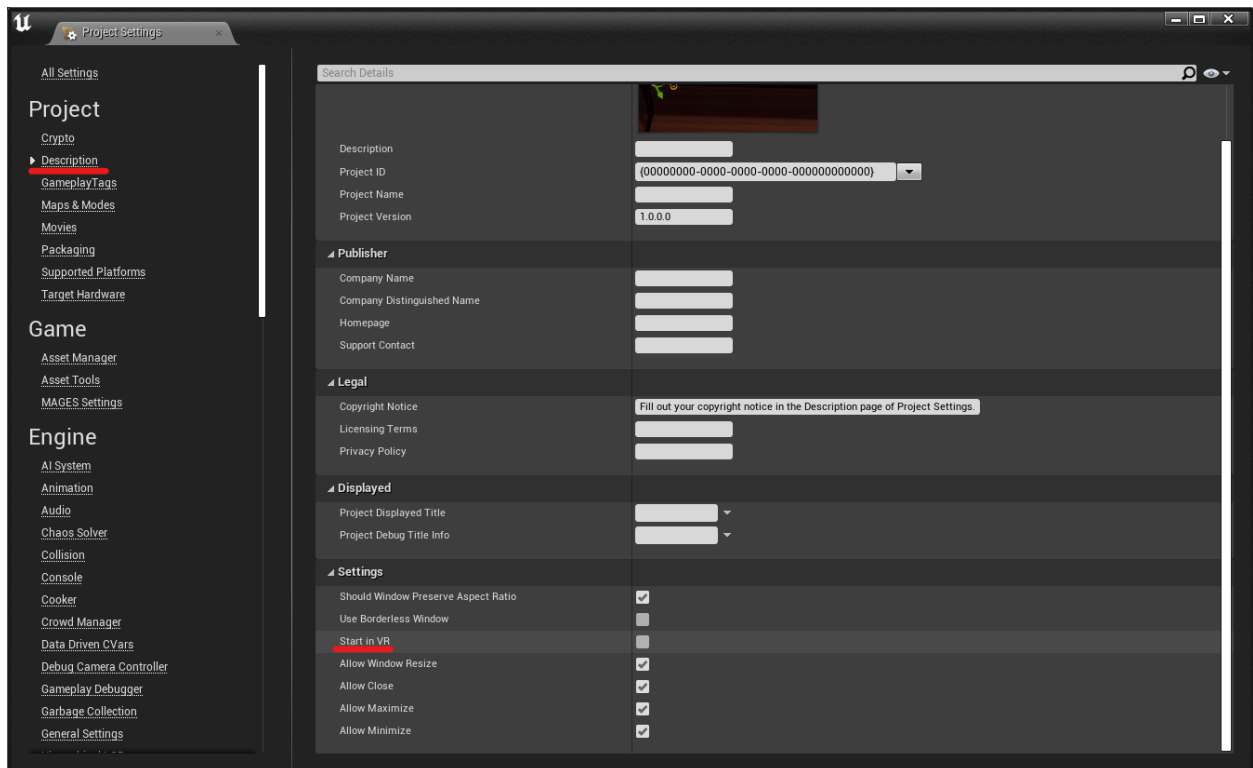 Project Settings
All Settings
Project
Crypto
Description
GameplayTags
Maps & Modes
Movies
Packaging
Supported Platforms
Target Hardware
Game
Asset Manager
Asset Tools
MAGES Settings
Engine
AI System
Animation
Audio
Chaos Solver
Collision
Console
Cooker
Crowd Manager
Data Driven CVars
Debug Camera Controller
Gameplay Debugger
Garbage Collection
General Settings
Search Details
Description
Project ID {00000000-0000-0000-0000-000000000000}
Project Name
Project Version 1.0.0.0
Publisher
Company Name
Company Distinguished Name
Homepage
Support Contact
Legal
Copyright Notice Fill out your copyright notice in the Description page of Project Settings.
Licensing Terms
Privacy Policy
Displayed
Project Displayed Title
Project Debug Title Info
Settings
Should Window Preserve Aspect Ratio
Use Borderless Window
Start in VR
Allow Window Resize
Allow Close
Allow Maximize
Allow Minimize